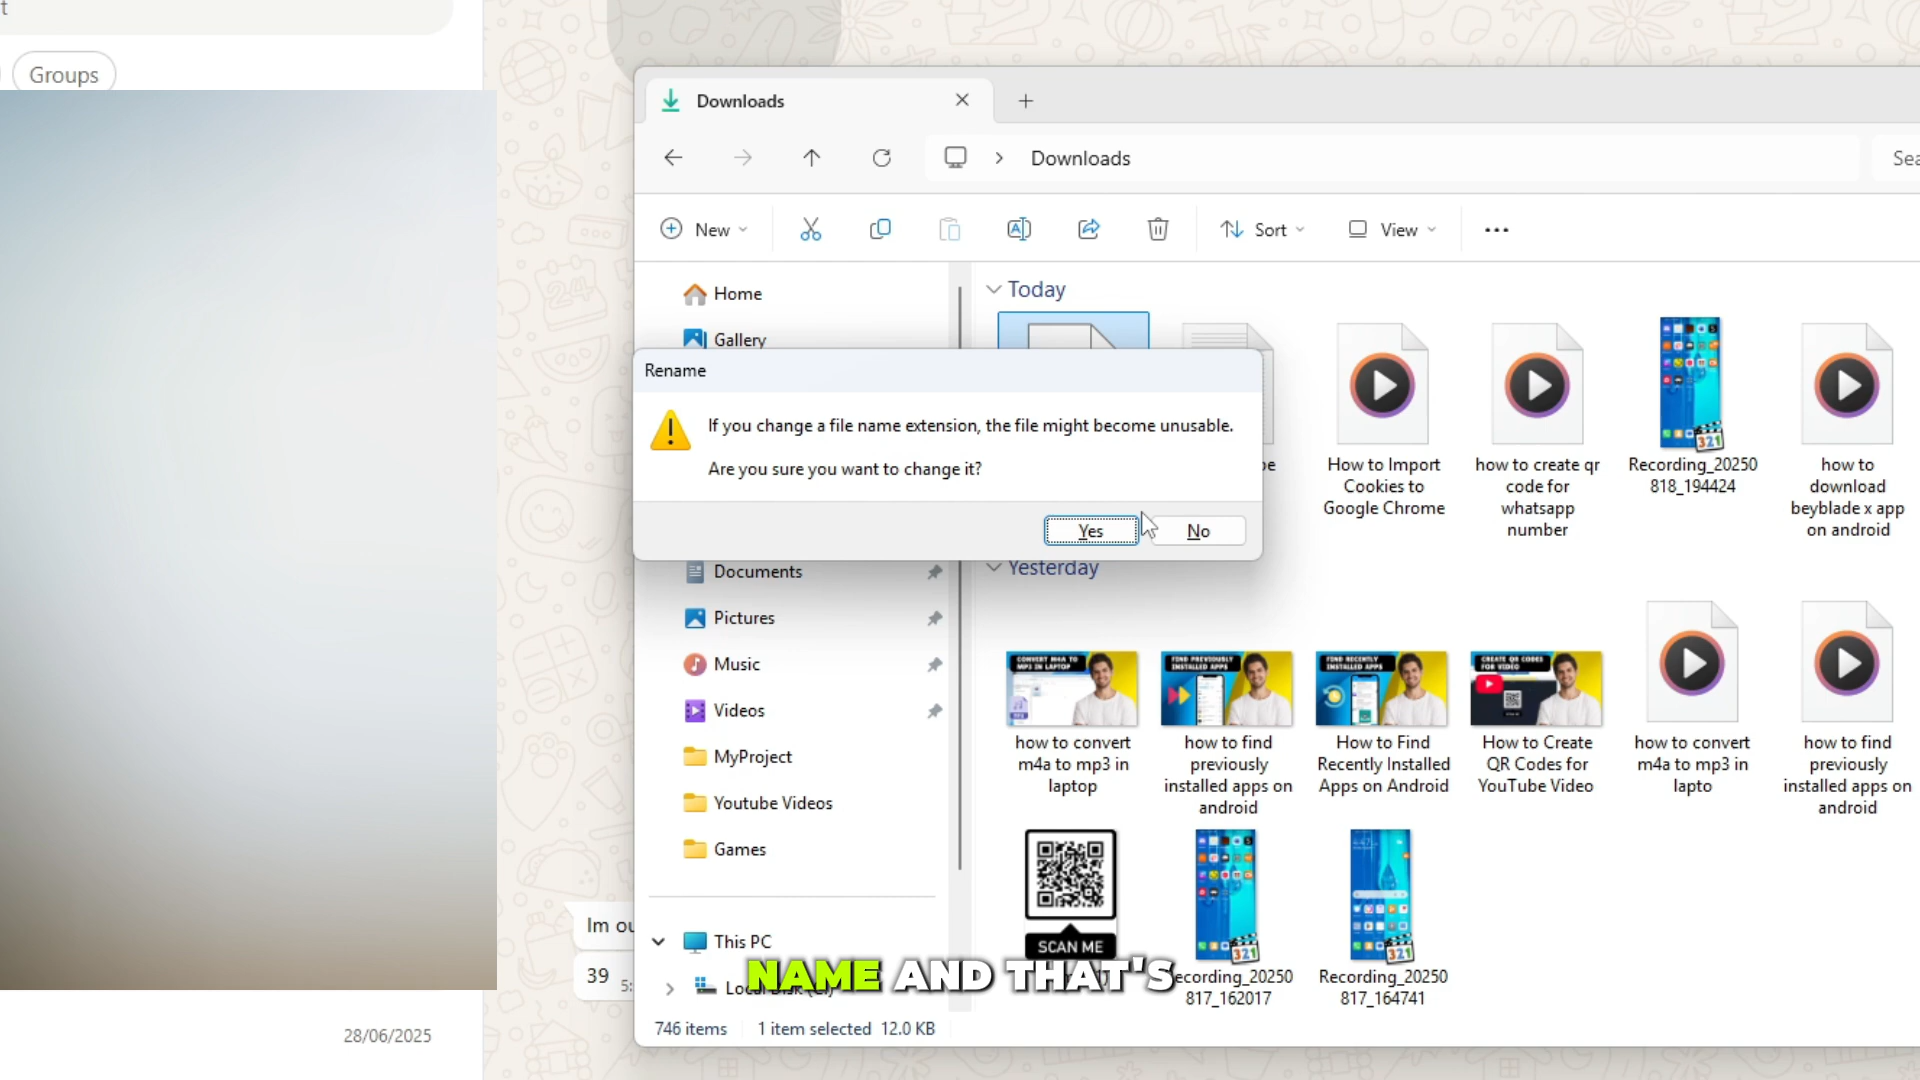 Groups
28/06/2025
Im ou
39
5:
Downloads
Downloads
Sea
New
Sort
View
Home
Gallery
Documents
Pictures
Music
Videos
MyProject
Youtube Videos
Games
This PC
Today
Rename
If you change a file name extension, the file might become unusable.
Are you sure you want to change it?
Yes
No
How to Import
Cookies to
Google Chrome
how to create qr
code for
whatsapp
number
Recording_20250
818_194424
how to
download
beyblade x app
on android
Yesterday
CONVERT M4A TO
MP3 IN LAPTOP
how to convert
m4a to mp3 in
laptop
FIND PREVIOUSLY
INSTALLED APPS
how to find
previously
installed apps on
android
FIND RECENTLY
INSTALLED APPS
How to Find
Recently Installed
Apps on Android
CREATE QR CODES
FOR VIDEO
How to Create
QR Codes for
YouTube Video
how to convert
m4a to mp3 in
lapto
how to find
previously
installed apps on
android
SCAN ME
ecording_20250
817_162017
Recording_20250
817_164741
NAME AND THAT'S
746 items
1 item selected 12.0 KB